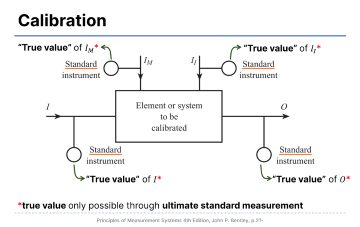 Calibration
“True value” of I_M*
“True value” of I_I*
I_M
I_I
Standard
instrument
Standard
instrument
I
Element or system
to be
calibrated
O
Standard
instrument
Standard
instrument
“True value” of I*
“True value” of O*
*true value only possible through ultimate standard measurement
Principles of Measurement Systems 4th Edition, John P. Bentley, p.21-